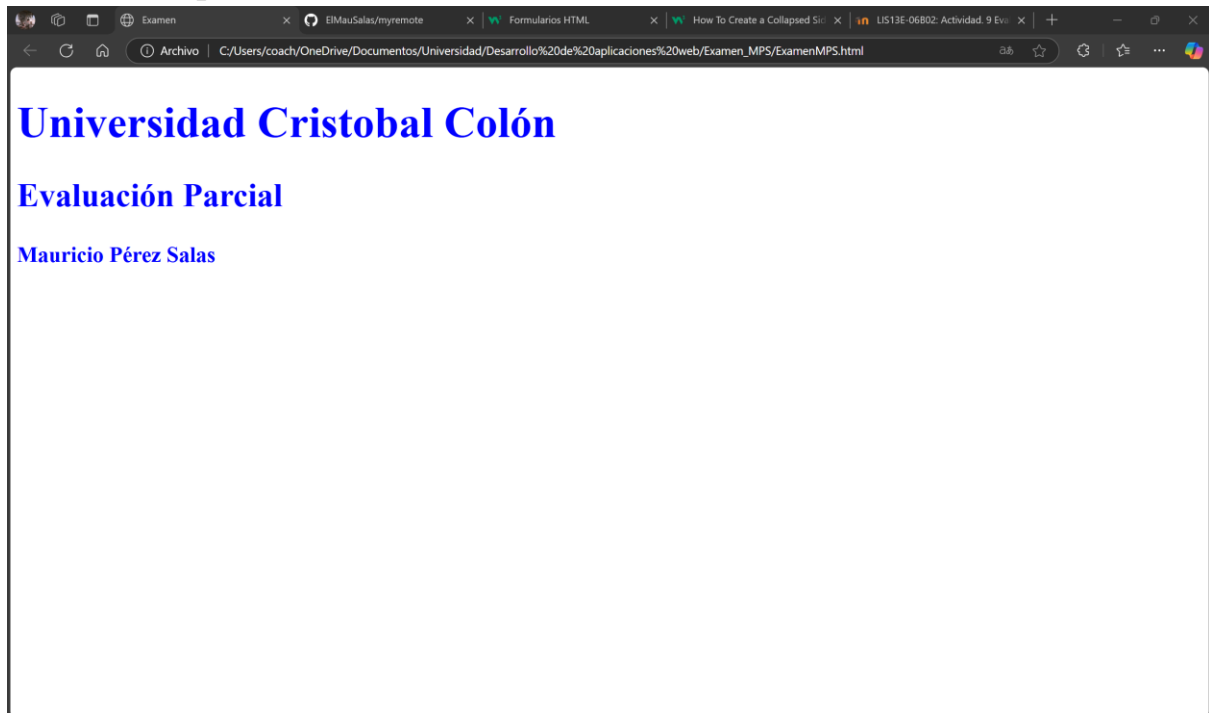 Examen
ElMauSalas/myremote
Formularios HTML
How To Create a Collapsed Sid
LIS13E-06B02: Actividad. 9 Eva
Archivo
C:/Users/coach/OneDrive/Documentos/Universidad/Desarrollo%20de%20aplicaciones%20web/Examen_MPS/ExamenMPS.html
Universidad Cristobal Colón
Evaluación Parcial
Mauricio Pérez Salas